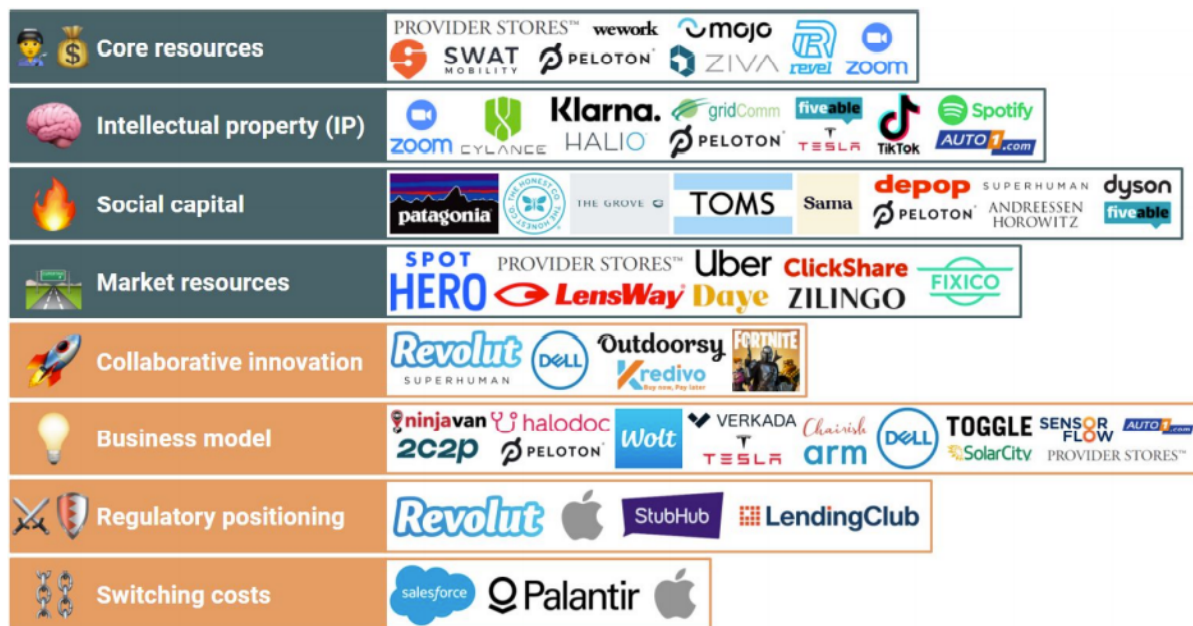 Core resources
PROVIDER STORES™ wework mojo REVEL zoom
SWAT MOBILITY PELOTON ZIVA
Intellectual property (IP)
zoom CYLANCE Klarna. gridComm fiveable TikTok Spotify
HALIO PELOTON TESLA AUTO1.com
Social capital
patagonia THE HONEST CO. THE HONEST CO. THE GROVE CO TOMS Sama depop SUPERHUMAN dyson
PELOTON ANDREESSEN HOROWITZ fiveable
Market resources
SPOT HERO PROVIDER STORES™ Uber ClickShare FIXICO
LensWay Daye ZILINGO
Collaborative innovation
Revolut DELL Outdoorsy FORTNITE
SUPERHUMAN Kredivo
Buy now, Pay later
Business model
ninjavan halodoc Wolt VERKADA Chairish DELL TOGGLE SENSOR FLOW AUTO1.com
2c2p PELOTON TESLA arm SolarCity PROVIDER STORES™
Regulatory positioning
Revolut StubHub LendingClub
Switching costs
salesforce Palantir